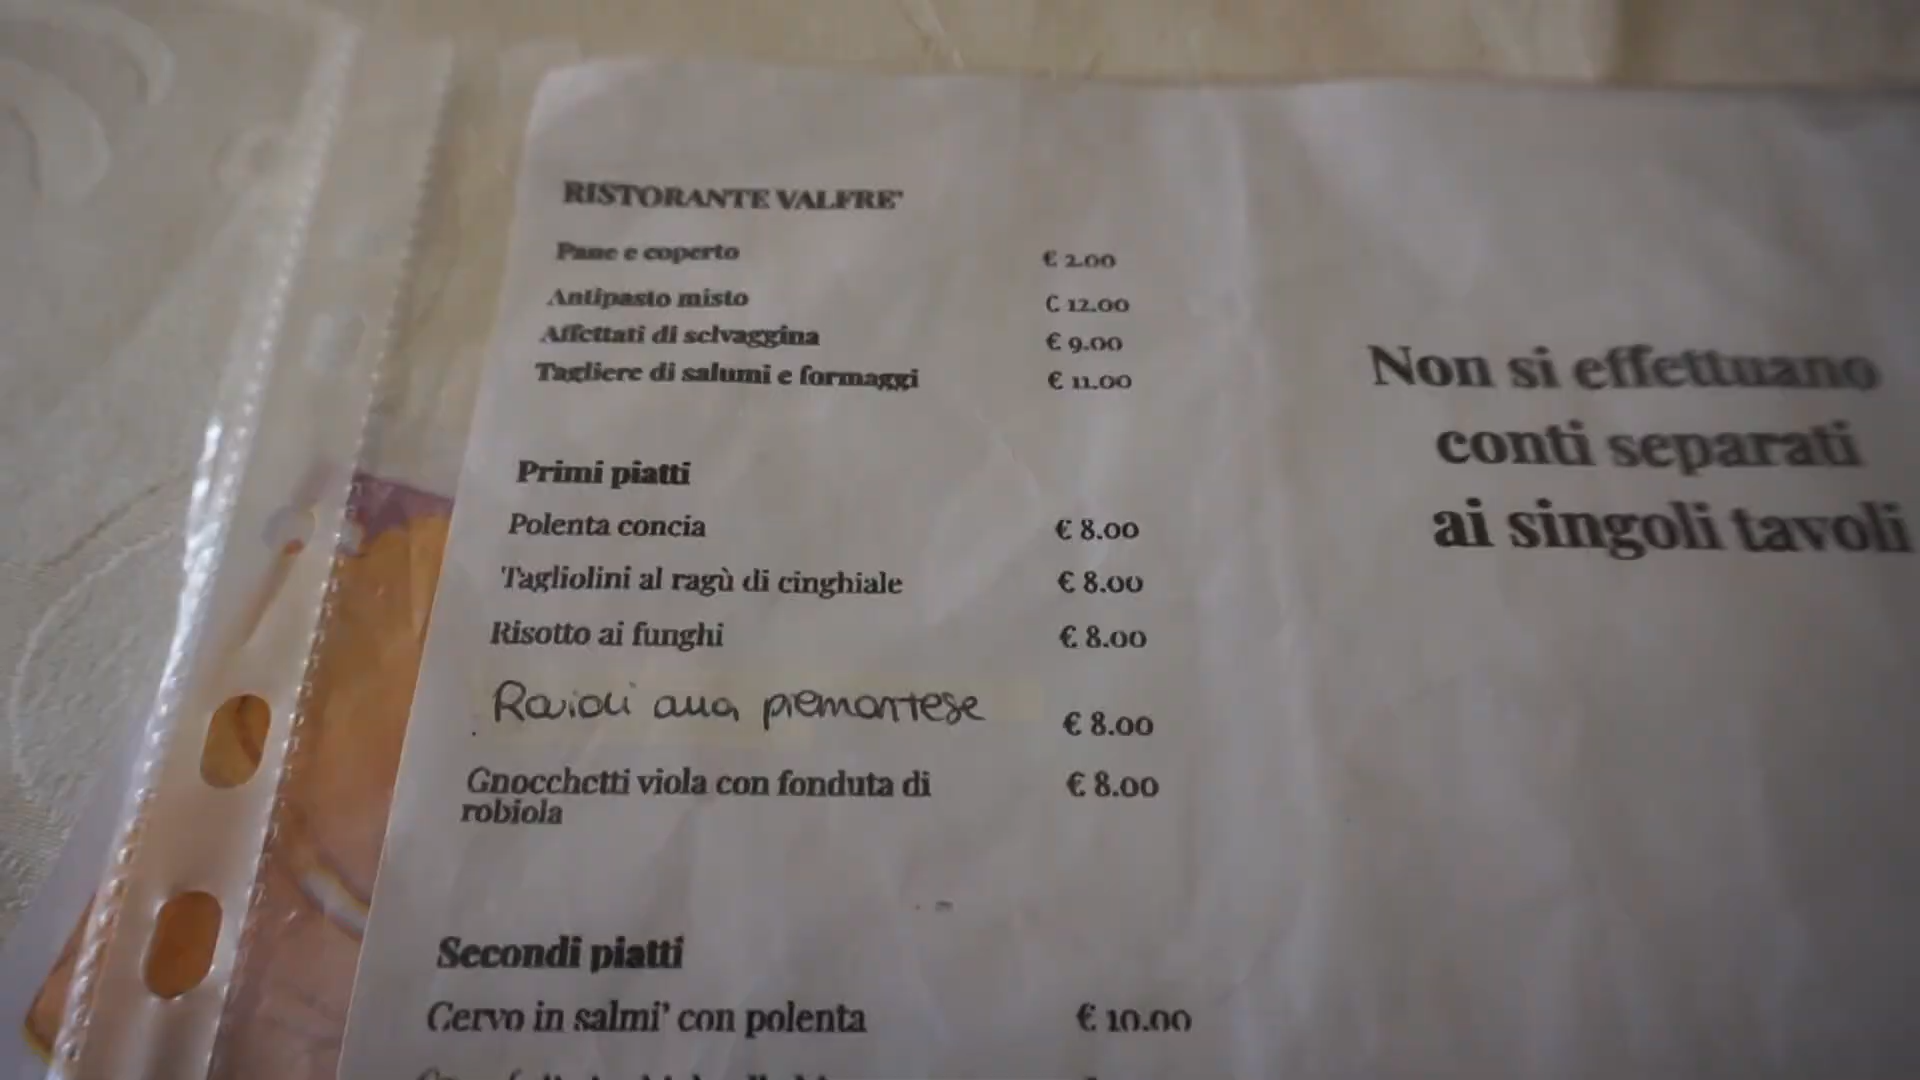 RISTORANTE VALFRE'
Pane e coperto € 2.00
Antipasto misto € 12.00
Affettati di selvaggina € 9.00
Tagliere di salumi e formaggi € 11.00
Primi piatti
Polenta concia € 8.00
Tagliolini al ragù di cinghiale € 8.00
Risotto ai funghi € 8.00
Ravioli alla piemontese € 8.00
Gnocchetti viola con fonduta di € 8.00
robiola
Secondi piatti
Cervo in salmi' con polenta € 10.00
Non si effettuano
conti separati
ai singoli tavoli